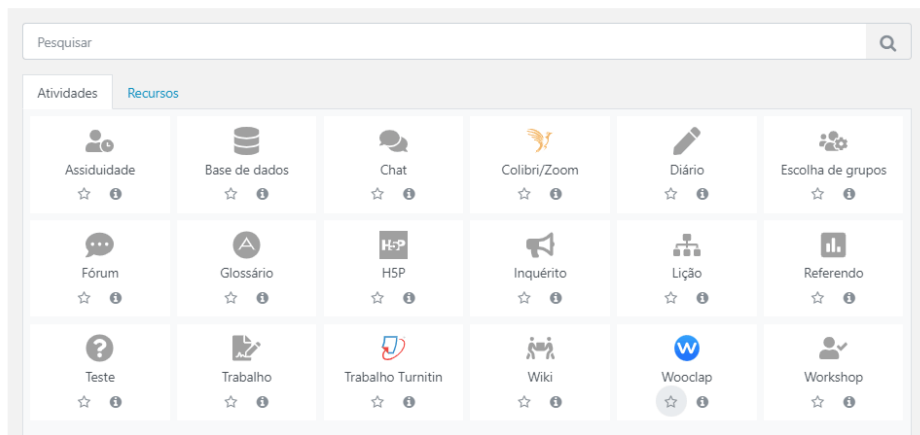 Pesquisar
Atividades Recursos
Assiduidade Base de dados Chat Colibri/Zoom Diário Escolha de grupos
H5P
Fórum Glossário H5P Inquérito Lição Referendo
Teste Trabalho Trabalho Turnitin Wiki Wooclap Workshop